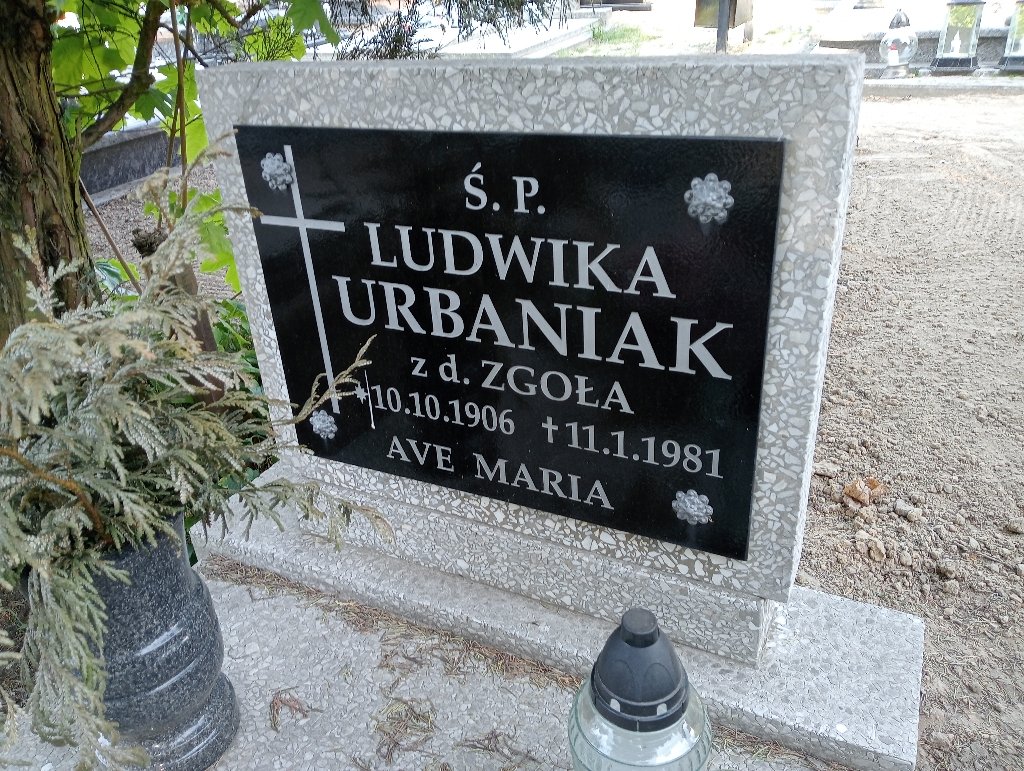 Ś. P.
LUDWIKA
URBANIAK
z d. ZGOŁA
*10.10.1906 †11.1.1981
AVE MARIA